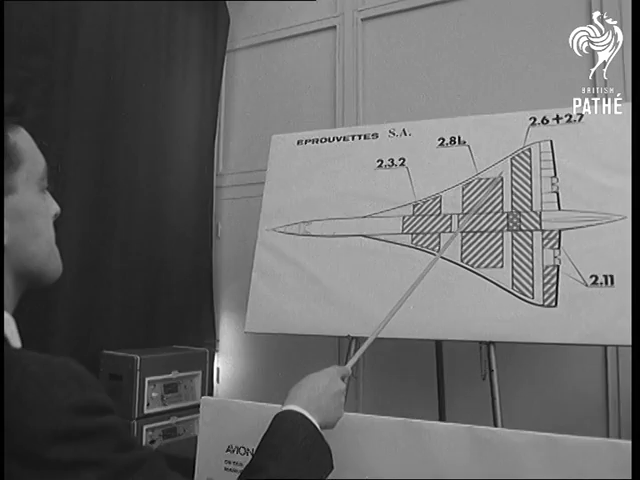 BRITISH
PATHÉ
EPROUVETTES S.A.
2.3.2
2.8L
2.6+2.7
2.11
AVION